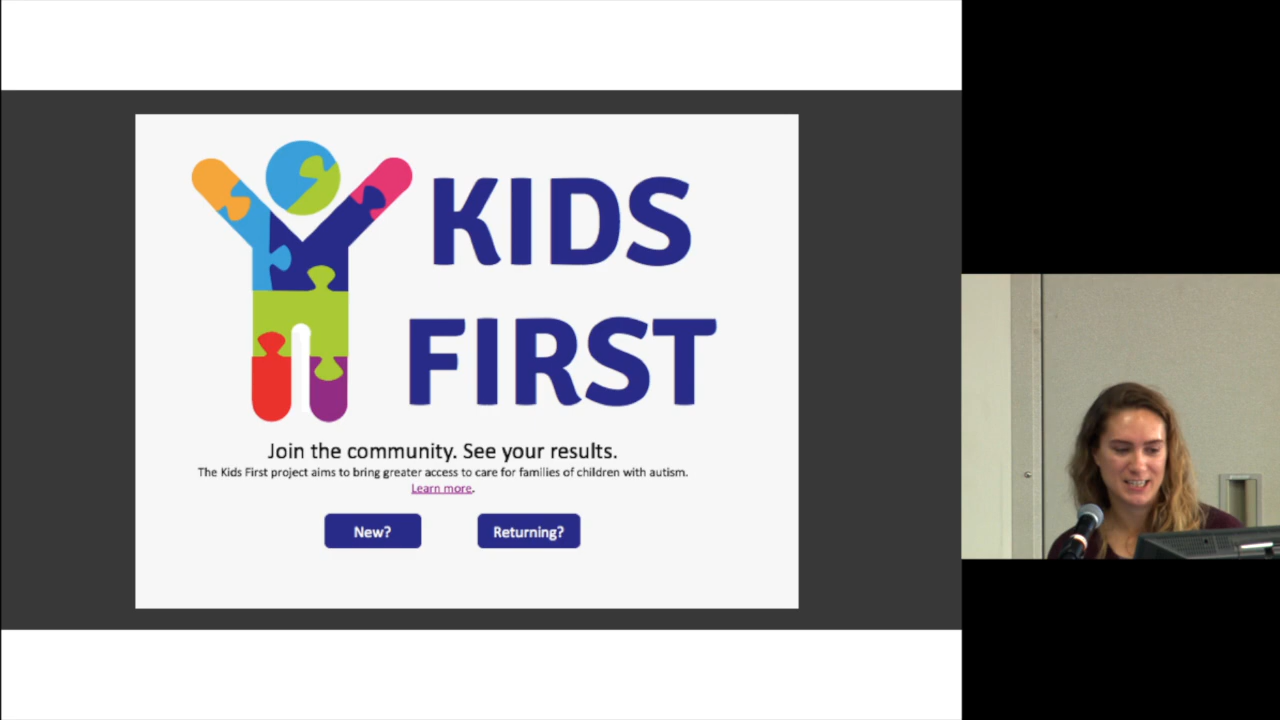 KIDS
FIRST
Join the community. See your results.
The Kids First project aims to bring greater access to care for families of children with autism.
Learn more.
New?
Returning?